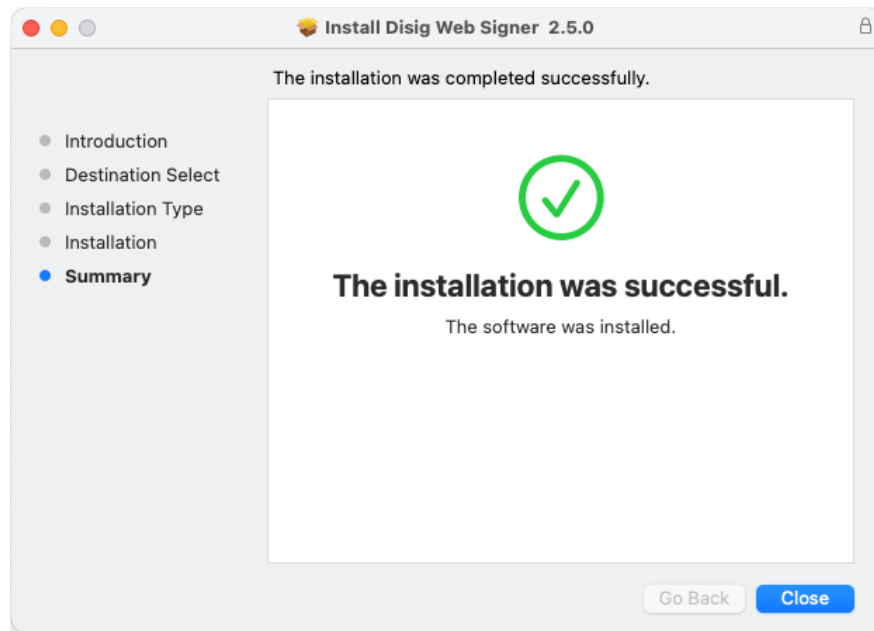 Install Disig Web Signer 2.5.0
The installation was completed successfully.
Introduction
Destination Select
Installation Type
Installation
Summary
The installation was successful.
The software was installed.
Go Back
Close